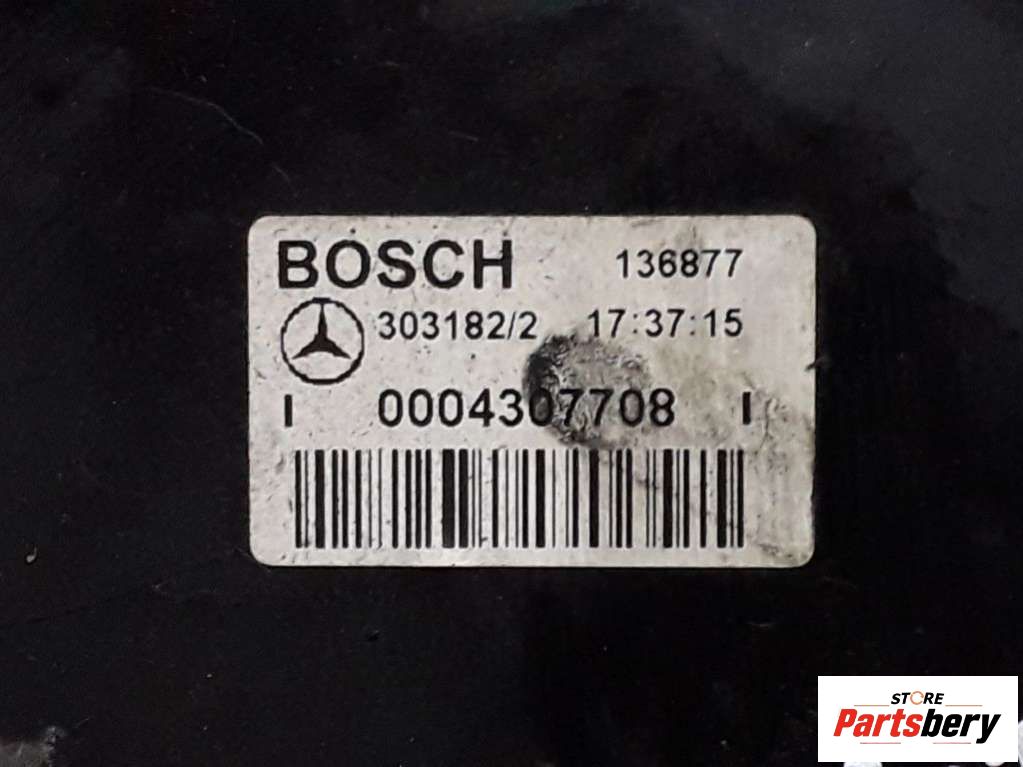 BOSCH 136877
303182/2 17:37:15
I 0004307708 I
STORE
Partsbery